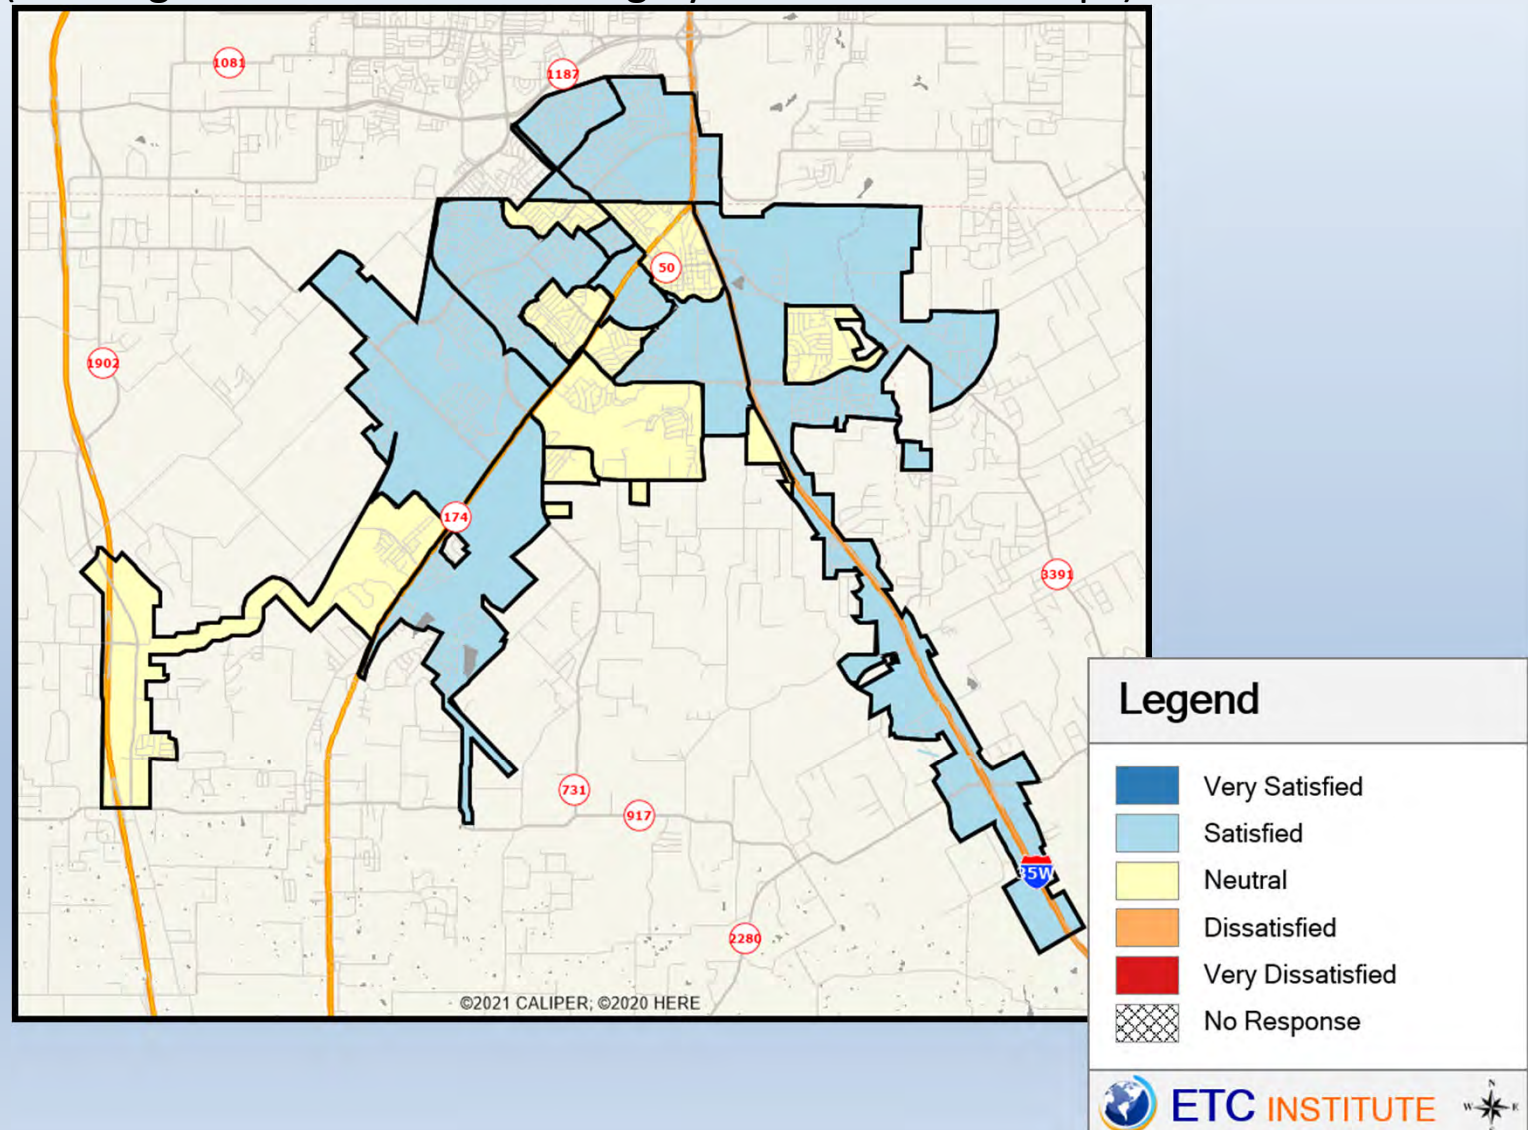 1081
1187
50
1902
174
3391
731
917
35W
2280
©2021 CALIPER; ©2020 HERE
Legend
Very Satisfied
Satisfied
Neutral
Dissatisfied
Very Dissatisfied
No Response
ETC INSTITUTE
N
W E